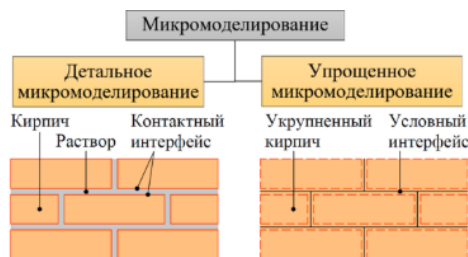 Микромоделирование
Детальное
микромоделирование
Упрощенное
микромоделирование
Кирпич
Раствор
Контактный
интерфейс
Укрупненный
кирпич
Условный
интерфейс